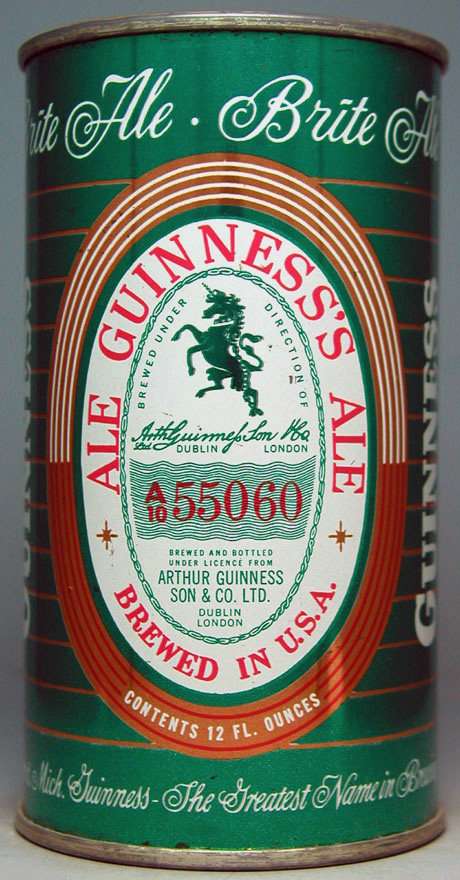 Brite Ale · Brite Ale
GUINNESS'S
ALE ALE
BREWED UNDER DIRECTION OF
Arth Guinness Son & Co
Ltd DUBLIN LONDON
A
10 55060
BREWED AND BOTTLED
UNDER LICENCE FROM
ARTHUR GUINNESS
SON & CO. LTD.
DUBLIN
LONDON
BREWED IN U.S.A.
CONTENTS 12 FL. OUNCES
Mich. Guinness - The Greatest Name in
GUINNESS
GUINNESS